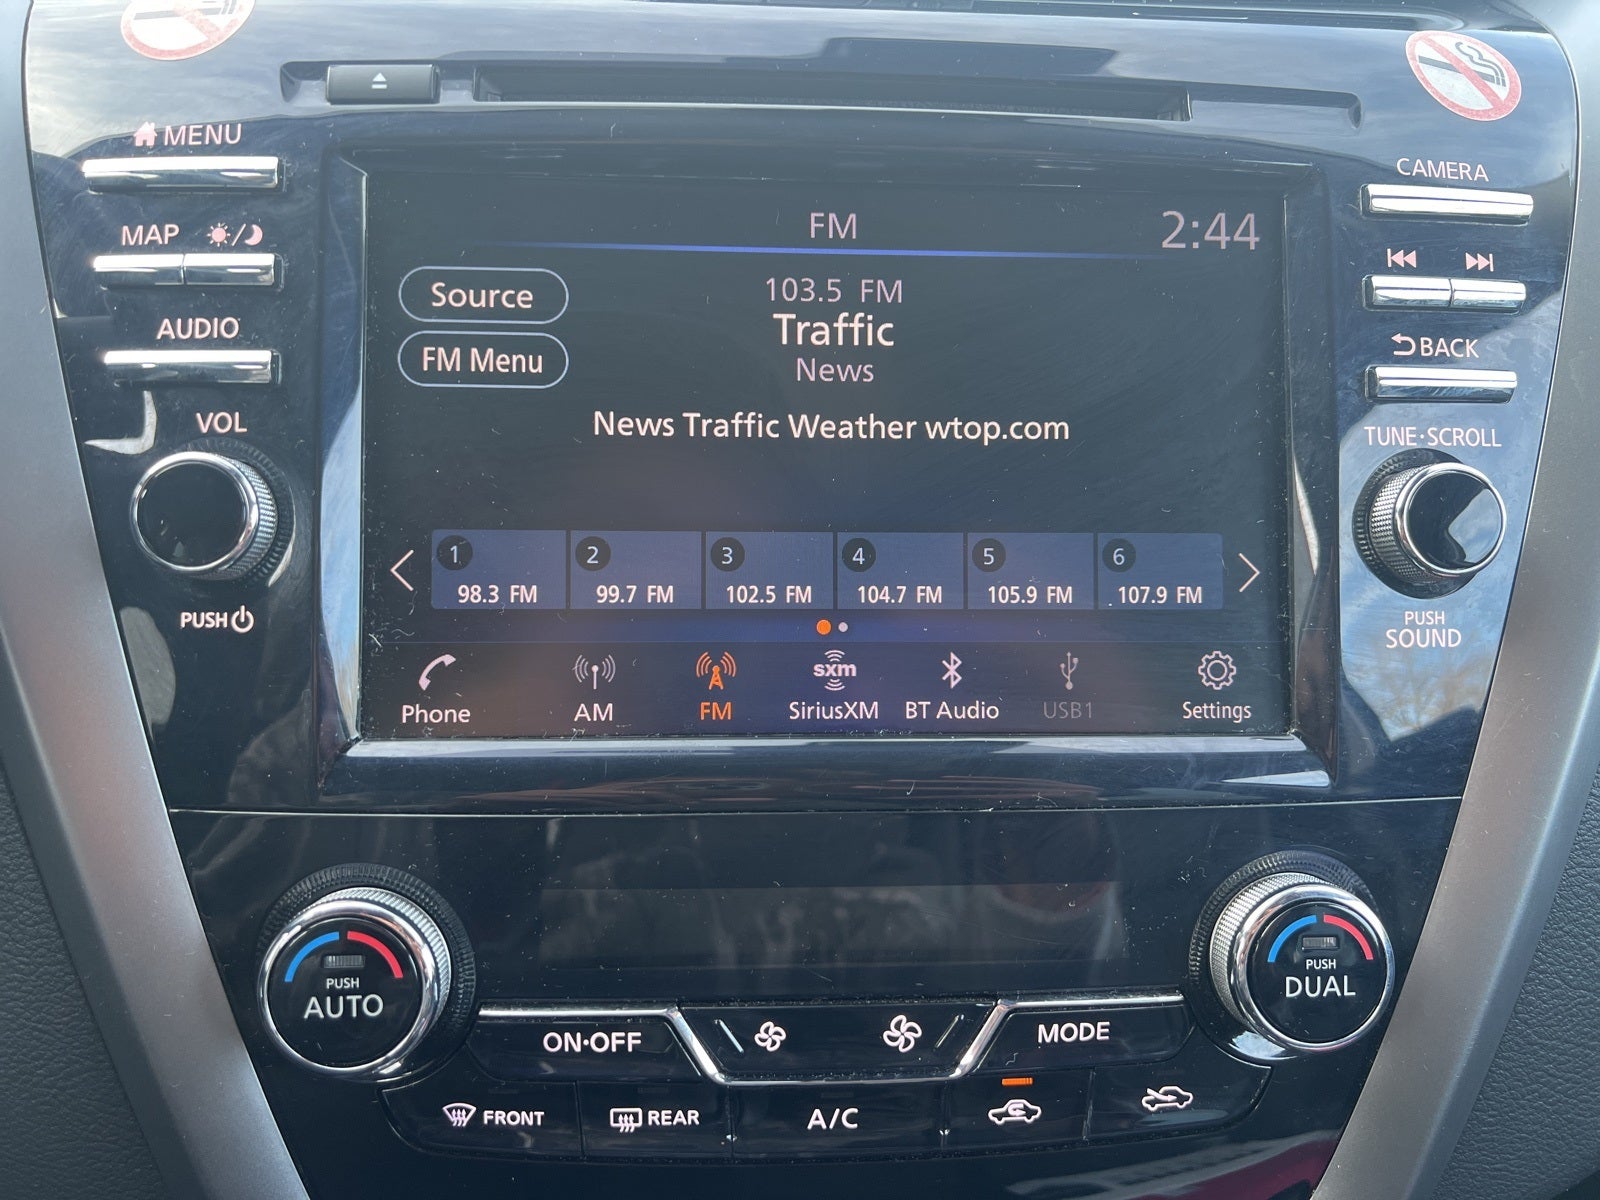 MENU
MAP
AUDIO
VOL
PUSH
FM
2:44
Source
FM Menu
103.5 FM
Traffic
News
News Traffic Weather wtop.com
1
98.3 FM
2
99.7 FM
3
102.5 FM
4
104.7 FM
5
105.9 FM
6
107.9 FM
Phone
AM
FM
sxm
SiriusXM
BT Audio
USB1
Settings
CAMERA
BACK
TUNE·SCROLL
PUSH
SOUND
PUSH
AUTO
ON·OFF
MODE
PUSH
DUAL
FRONT
REAR
A/C